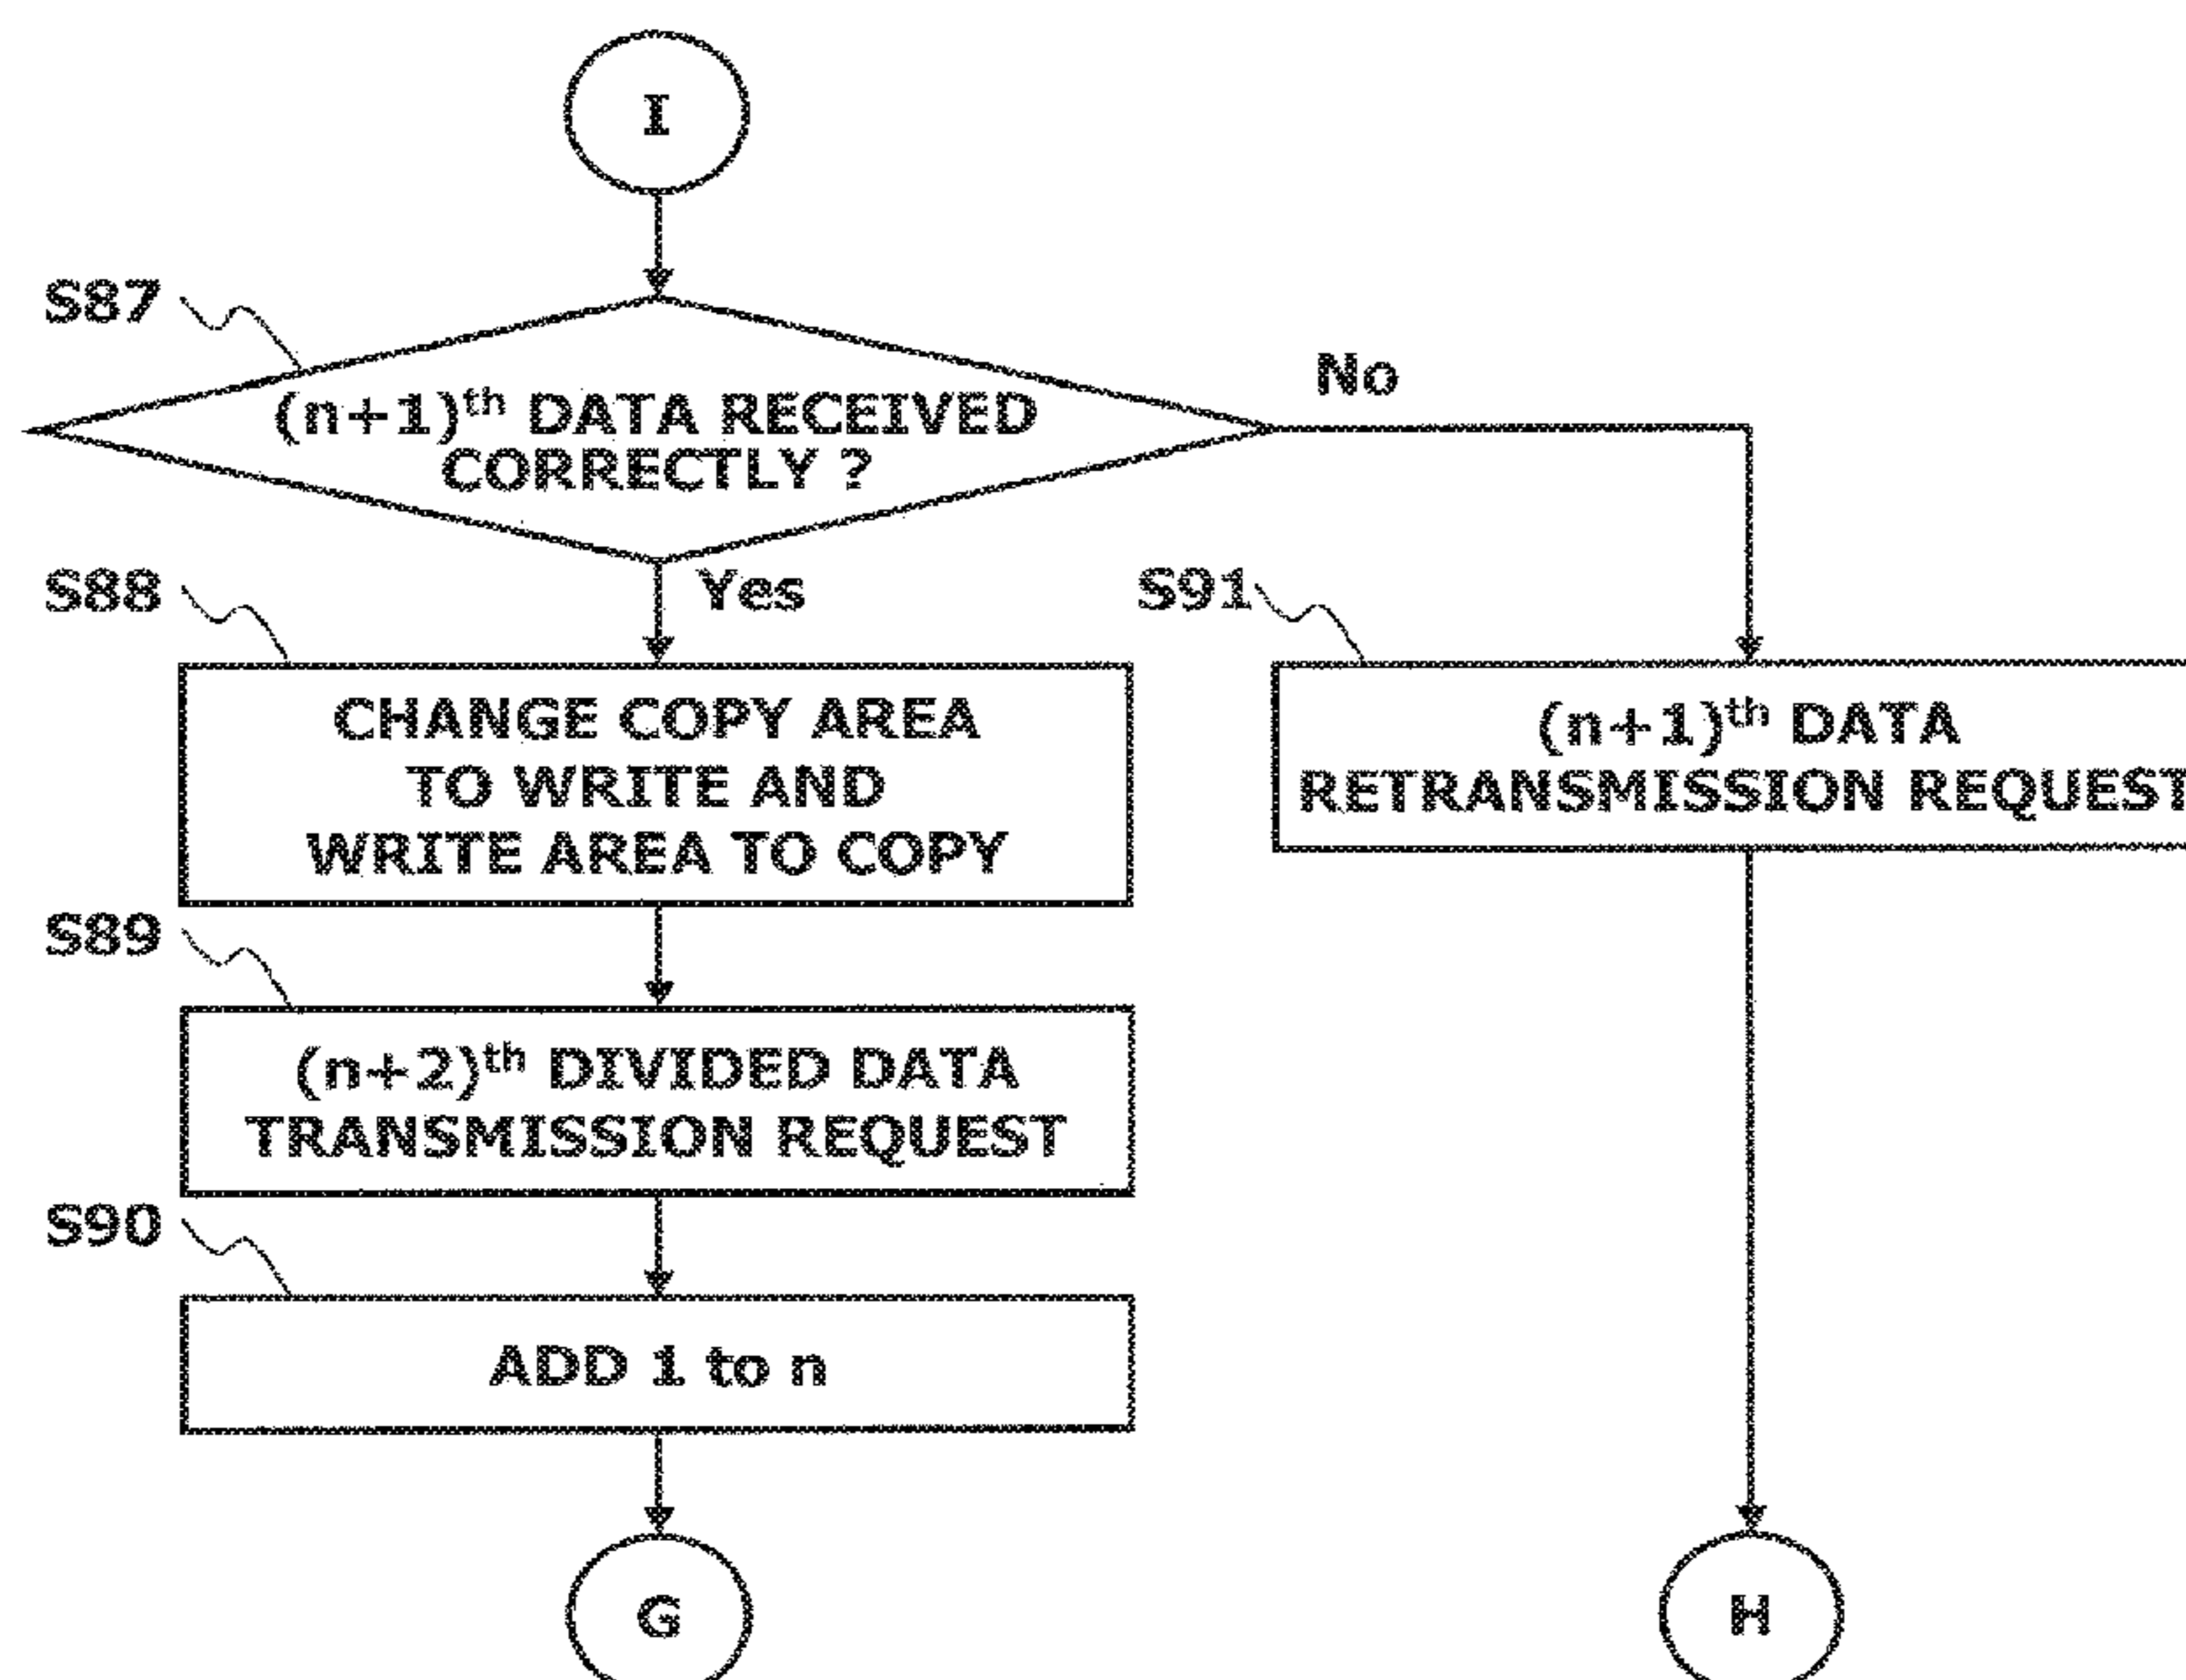 I
S87
(n+1)th DATA RECEIVED
CORRECTLY ?
No
Yes
S88
CHANGE COPY AREA
TO WRITE AND
WRITE AREA TO COPY
S91
(n+1)th DATA
RETRANSMISSION REQUEST
S89
(n+2)th DIVIDED DATA
TRANSMISSION REQUEST
S90
ADD 1 to n
G
H